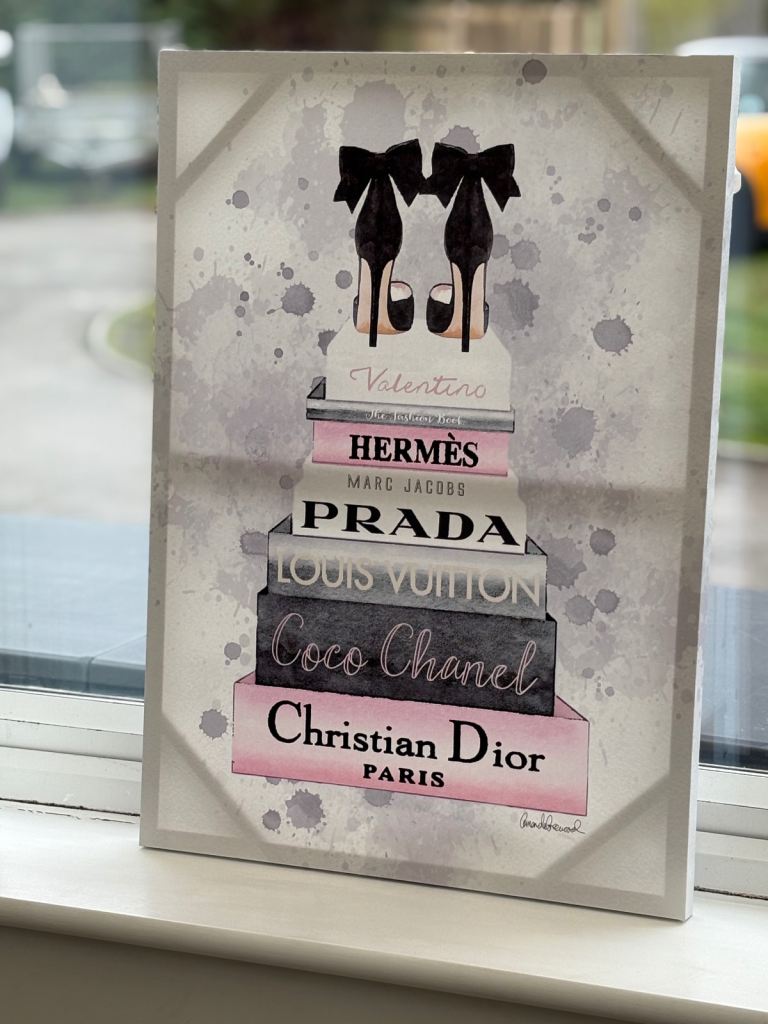 Valentino
The Fashion Book
HERMÈS
MARC JACOBS
PRADA
LOUIS VUITTON
Coco Chanel
Christian Dior
PARIS